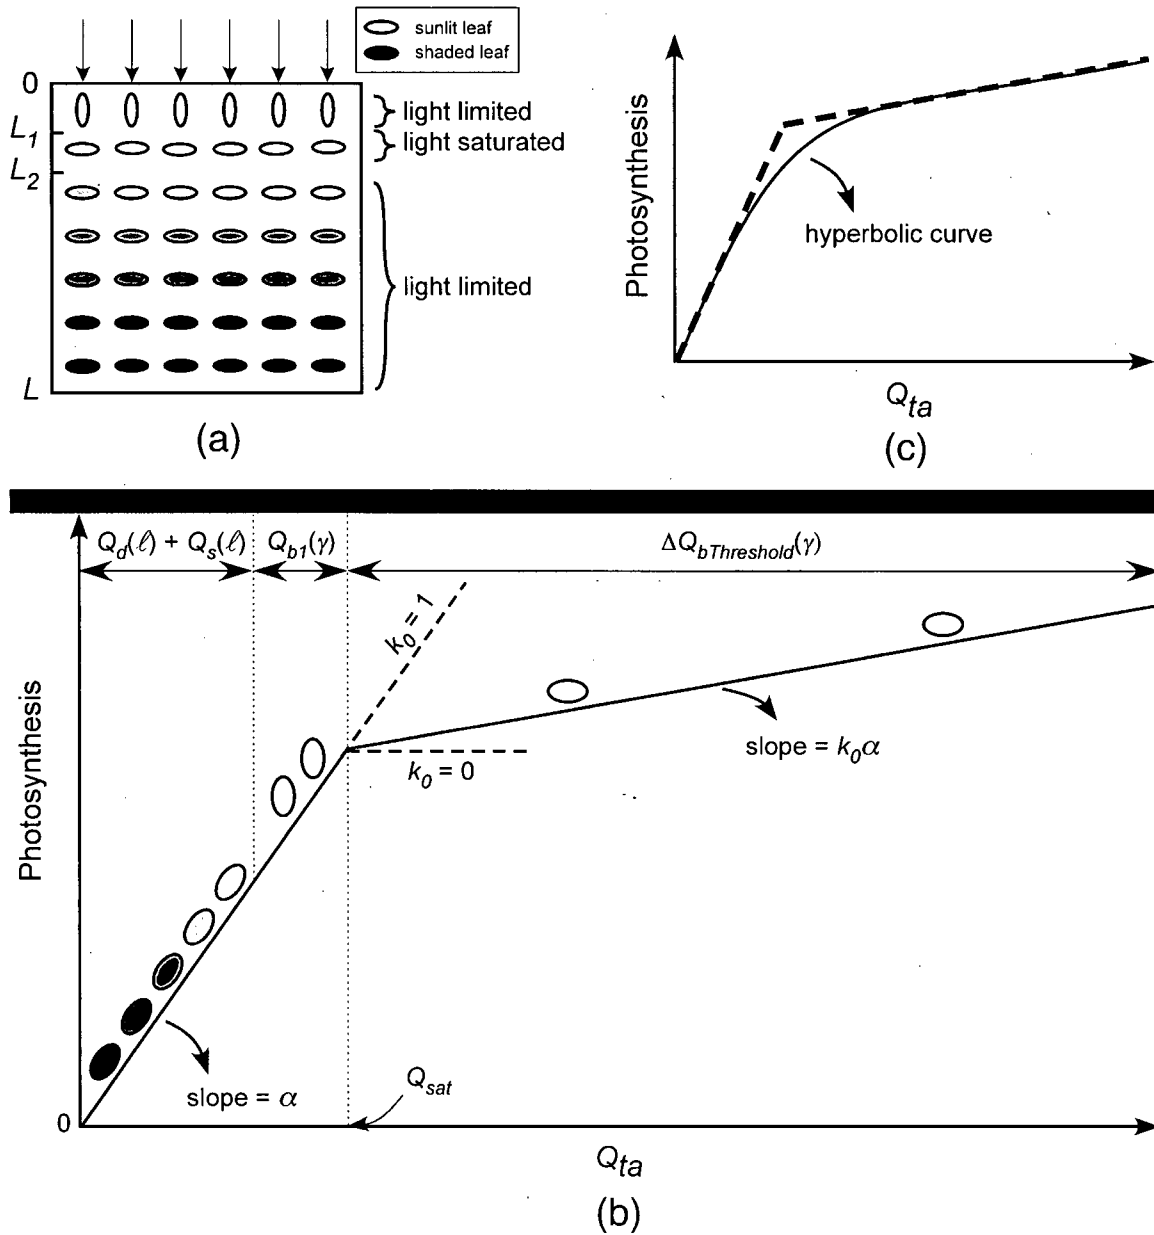 sunlit leaf
shaded leaf
0
light limited
L1
light saturated
L2
light limited
L
(a)
Photosynthesis
hyperbolic curve
Qta
(c)
Qd(ℓ) + Qs(ℓ)
Qb1(γ)
ΔQbThreshold(γ)
k0 = 1
k0 = 0
slope = k0α
Photosynthesis
slope = α
Qsat
0
Qta
(b)